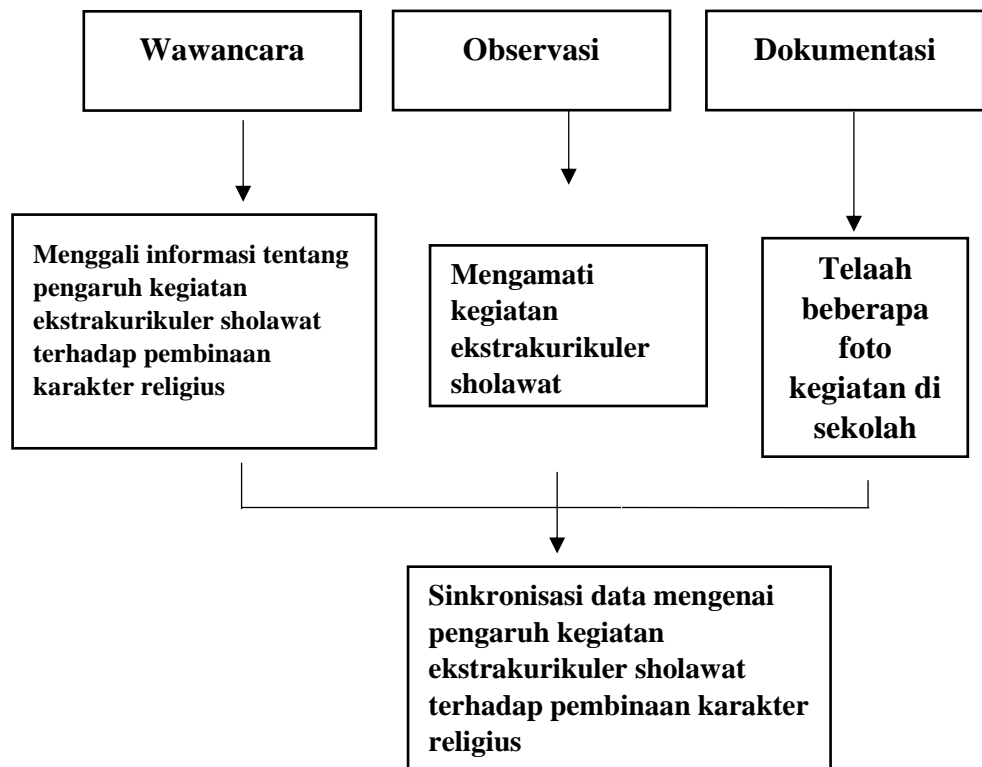 Wawancara
Observasi
Dokumentasi
Menggali informasi tentang
pengaruh kegiatan
ekstrakurikuler sholawat
terhadap pembinaan
karakter religius
Mengamati
kegiatan
ekstrakurikuler
sholawat
Telaah
beberapa
foto
kegiatan di
sekolah
Sinkronisasi data mengenai
pengaruh kegiatan
ekstrakurikuler sholawat
terhadap pembinaan karakter
religius